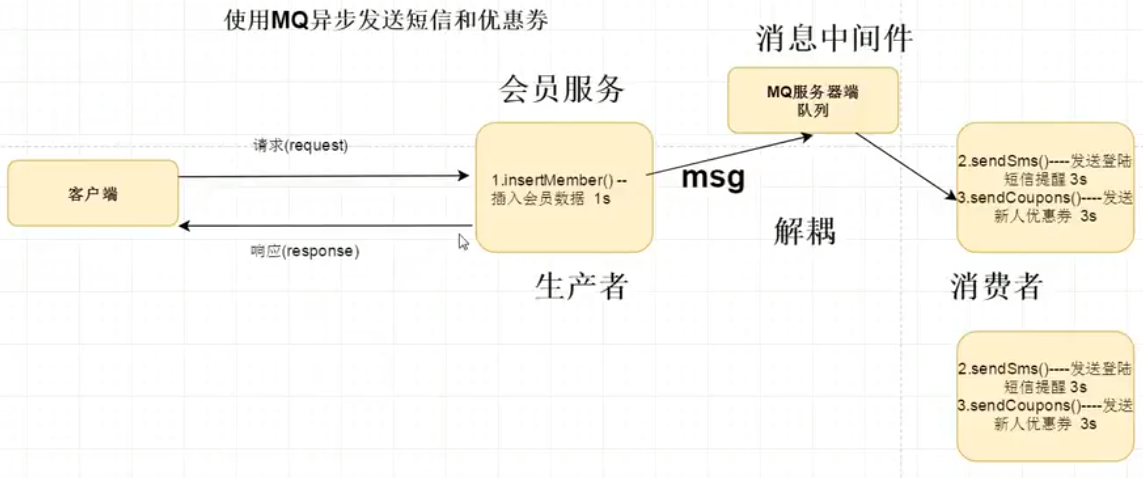 使用MQ异步发送短信和优惠券
消息中间件
会员服务
MQ服务器端
队列
请求(request)
客户端
1.insertMember() --
插入会员数据 1s
msg
2.sendSms()----发送登陆
短信提醒 3s
3.sendCoupons()----发送
新人优惠券 3s
响应(response)
解耦
生产者
消费者
2.sendSms()----发送登陆
短信提醒 3s
3.sendCoupons()----发送
新人优惠券 3s